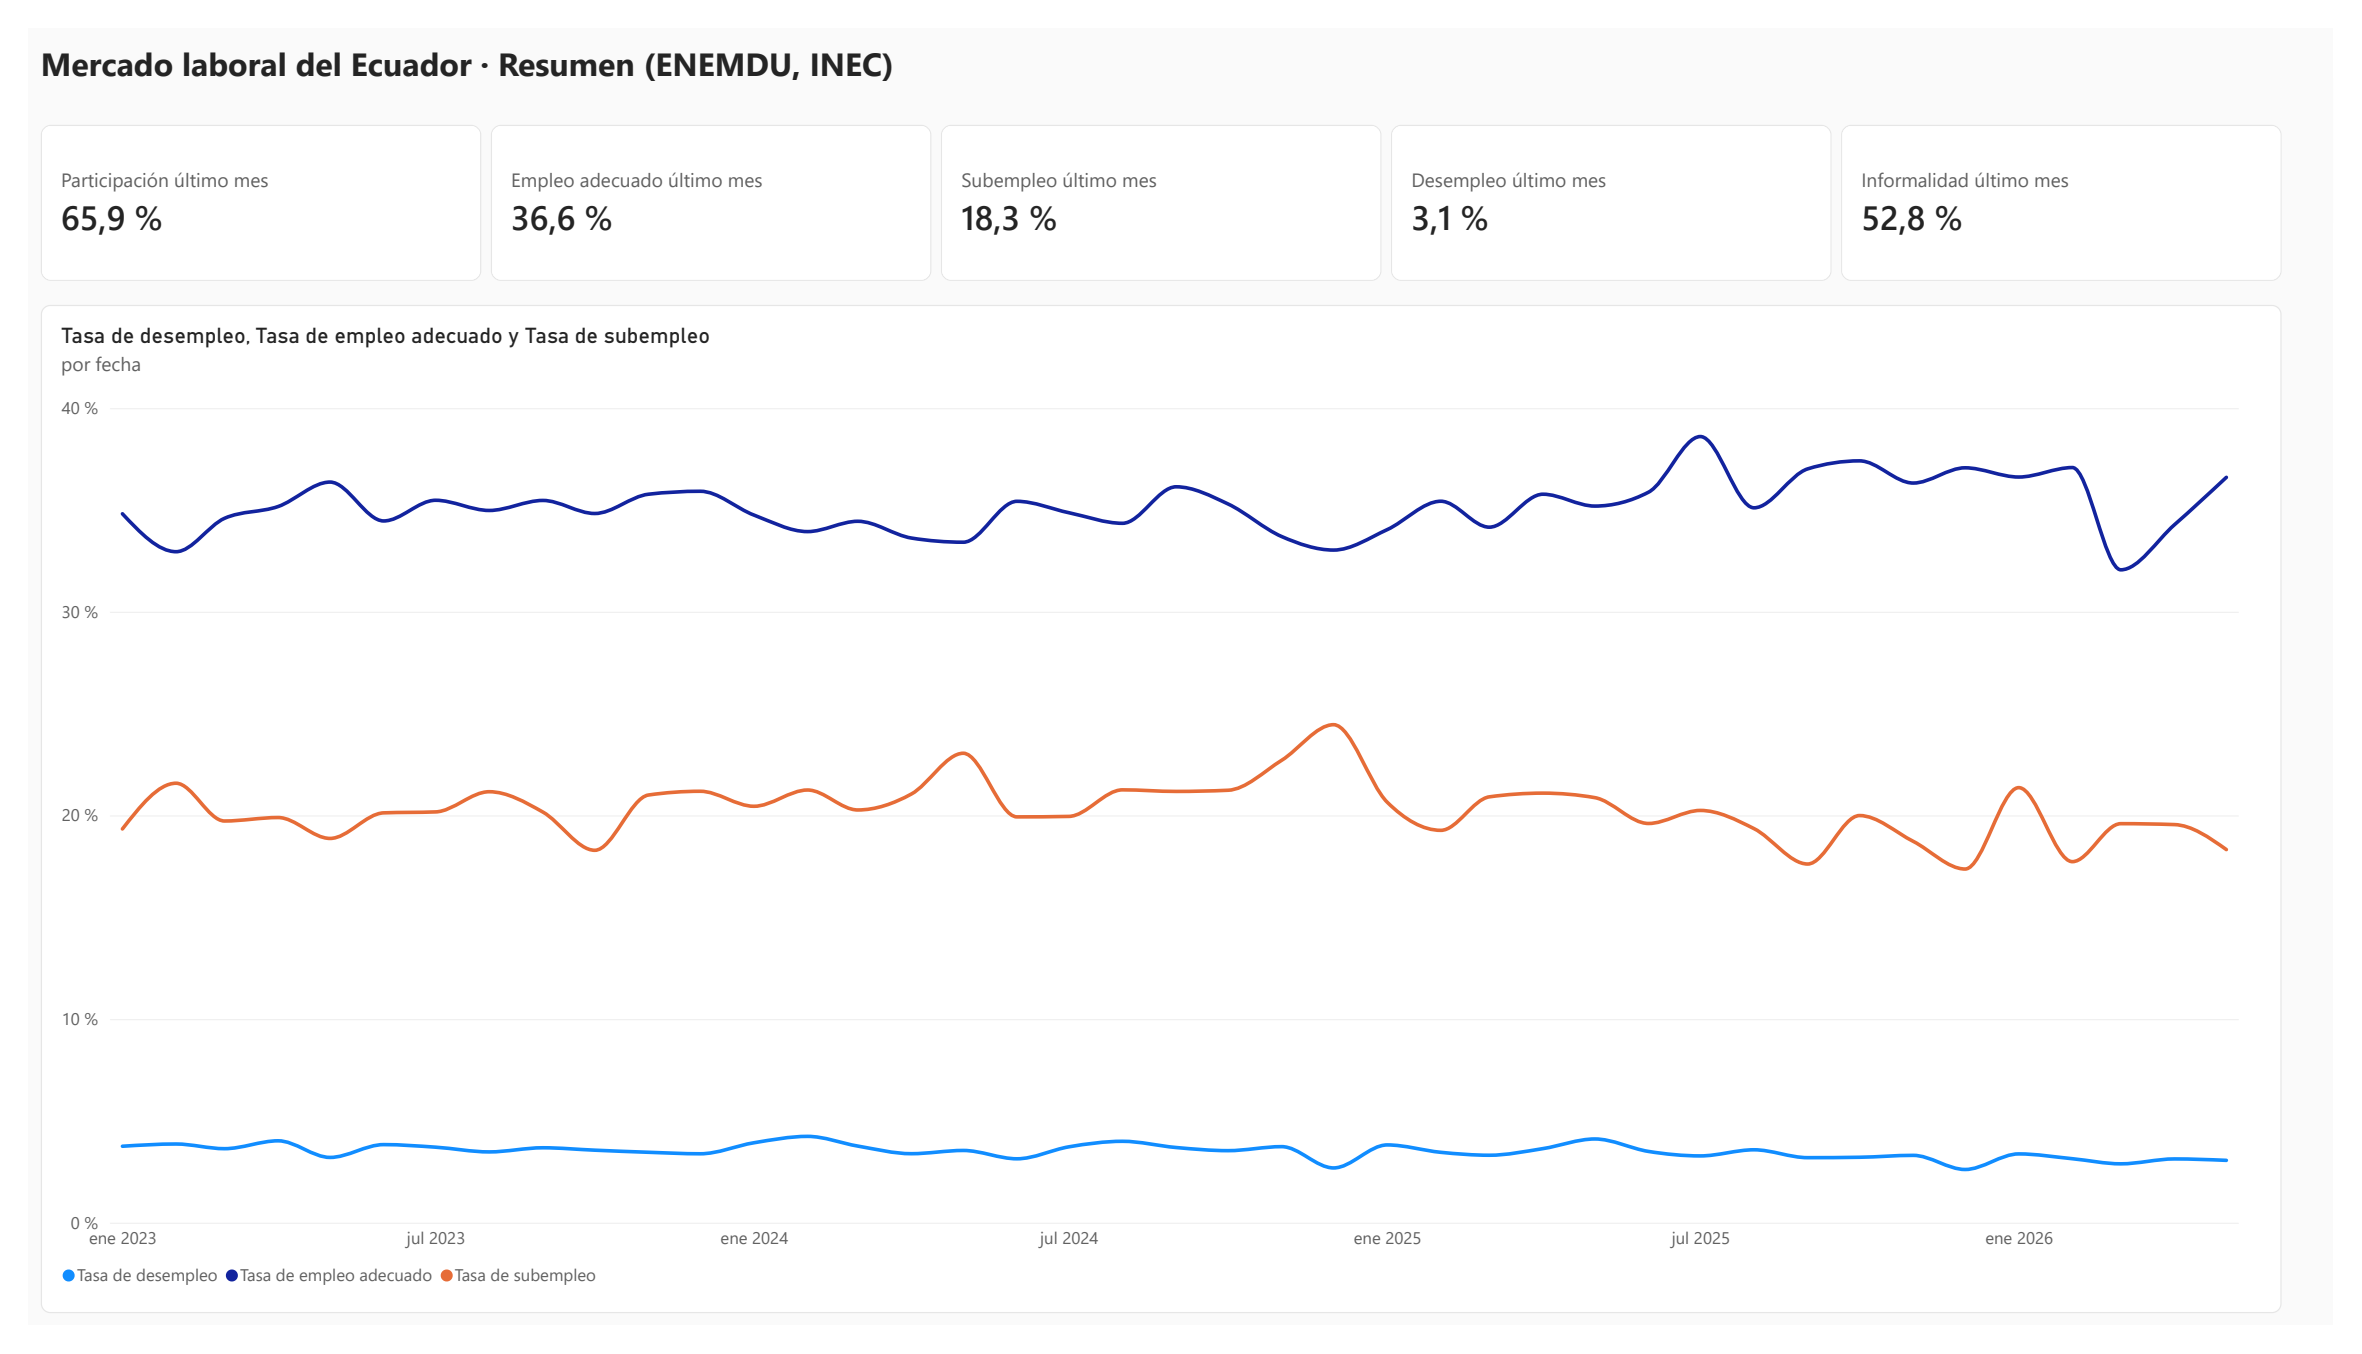 Mercado laboral del Ecuador · Resumen (ENEMDU, INEC)
Participación último mes
65,9 %
Empleo adecuado último mes
36,6 %
Subempleo último mes
18,3 %
Desempleo último mes
3,1 %
Informalidad último mes
52,8 %
Tasa de desempleo, Tasa de empleo adecuado y Tasa de subempleo
por fecha
40 %
30 %
20 %
10 %
0 %
ene 2023
jul 2023
ene 2024
jul 2024
ene 2025
jul 2025
ene 2026
Tasa de desempleo
Tasa de empleo adecuado
Tasa de subempleo